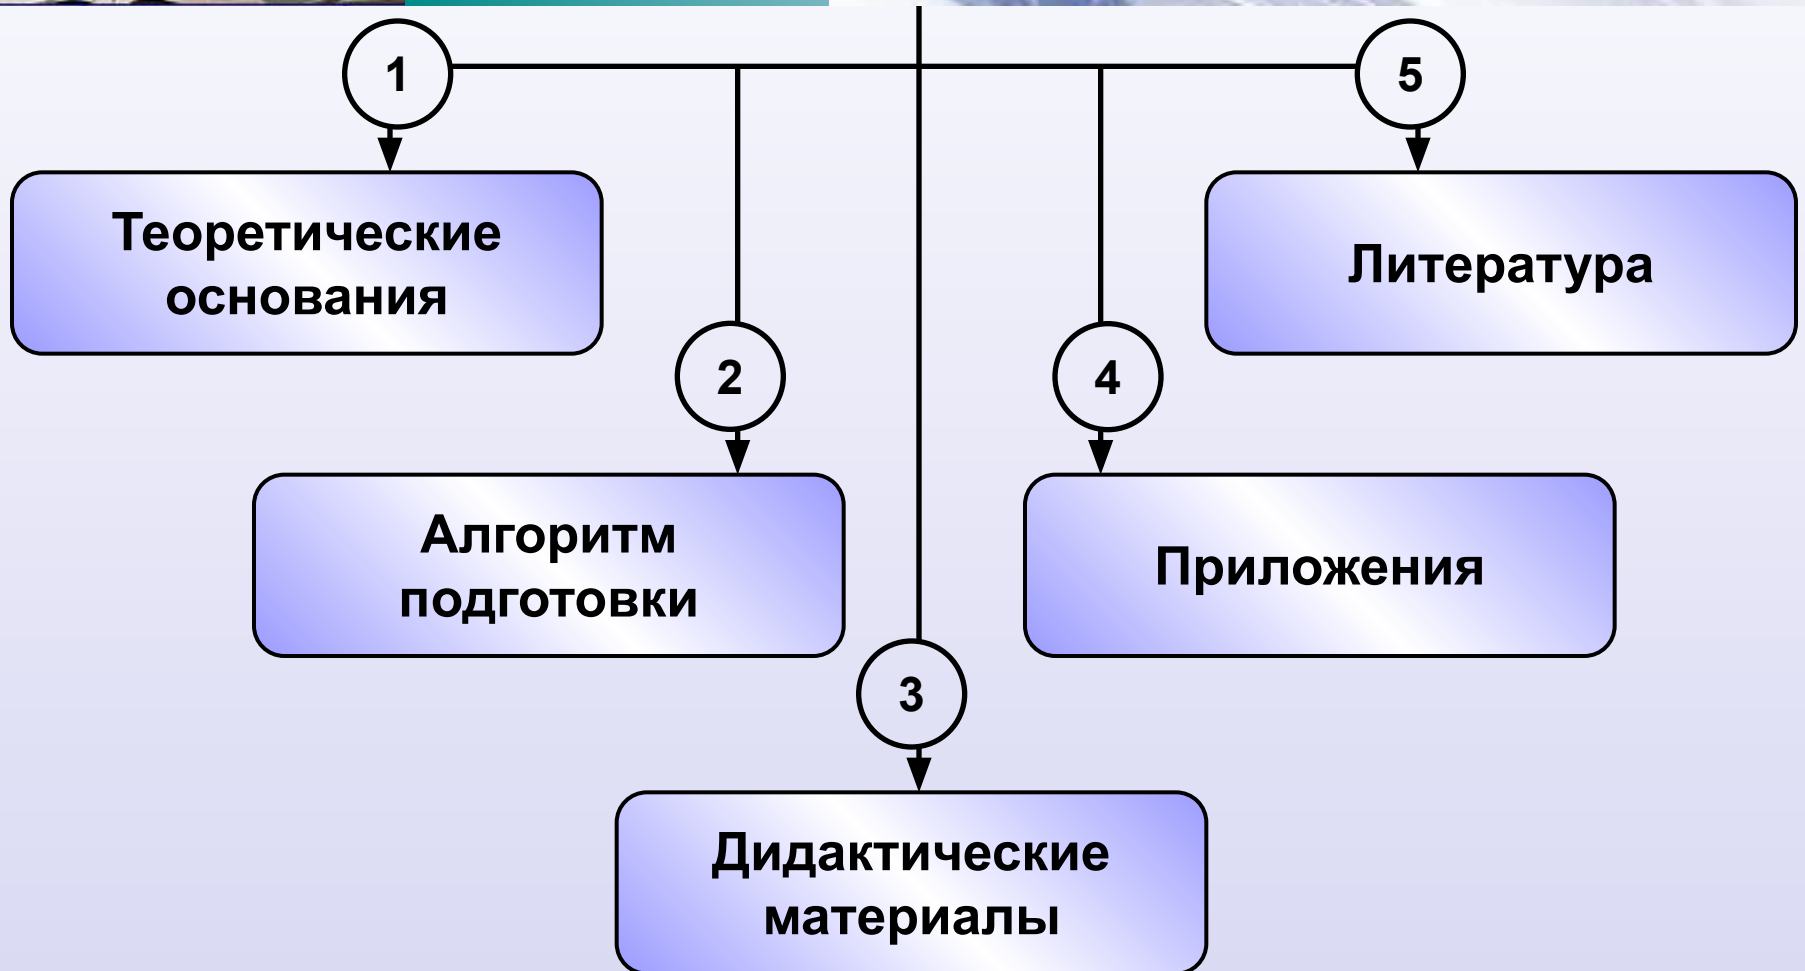 1
Теоретические
основания
2
Алгоритм
подготовки
3
Дидактические
материалы
4
Приложения
5
Литература